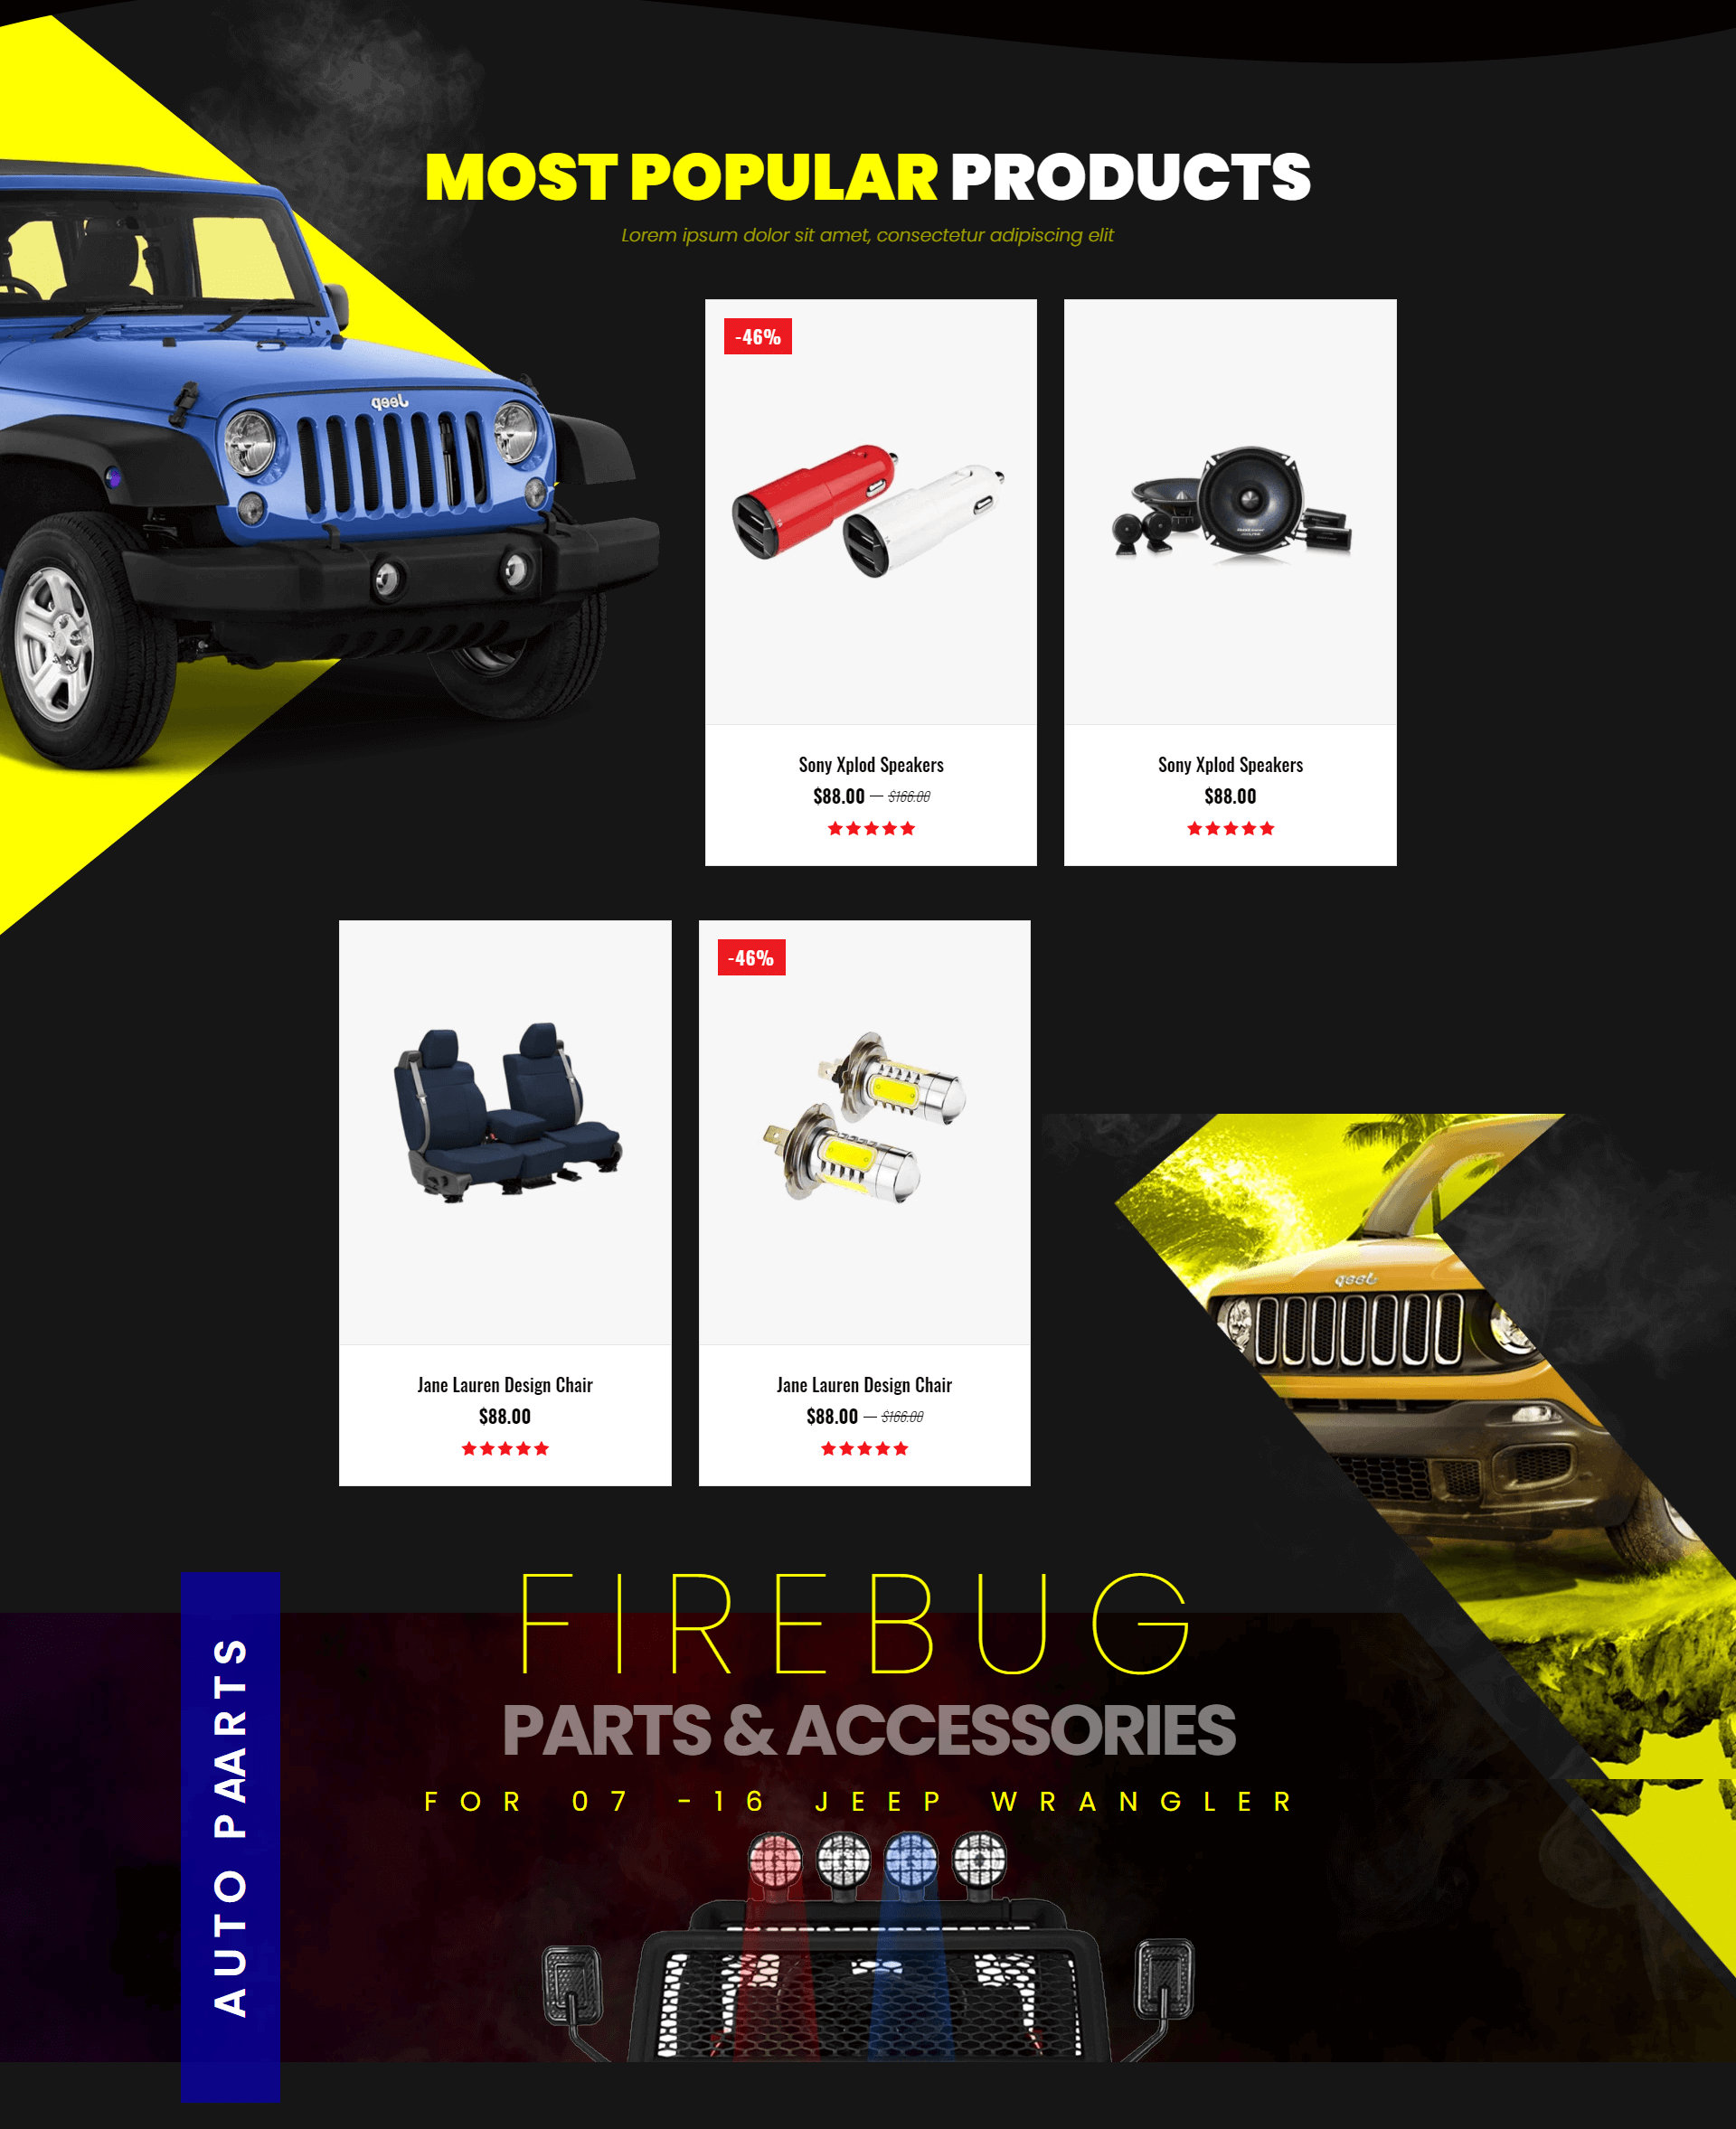 MOST POPULAR PRODUCTS
Lorem ipsum dolor sit amet, consectetur adipiscing elit
Jeep
-46%
Sony Xplod Speakers
$88.00 — $166.00
Sony Xplod Speakers
$88.00
-46%
Jane Lauren Design Chair
$88.00
Jane Lauren Design Chair
$88.00 — $166.00
Jeep
FIREBUG
PARTS & ACCESSORIES
FOR 07 -16 JEEP WRANGLER
AUTO PAARTS